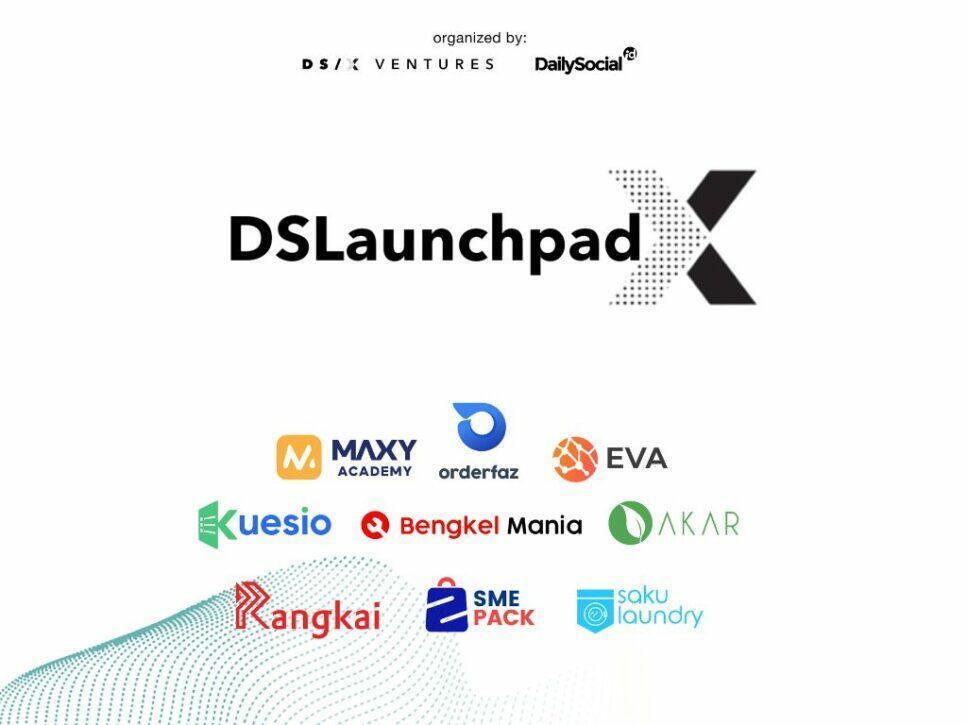 organized by:
DS/X VENTURES DailySocial id
DSLaunchpad X
MAXY ACADEMY
orderfaz
EVA
Kuesio
Bengkel Mania
AKAR
Rangkai
SME PACK
saku laundry